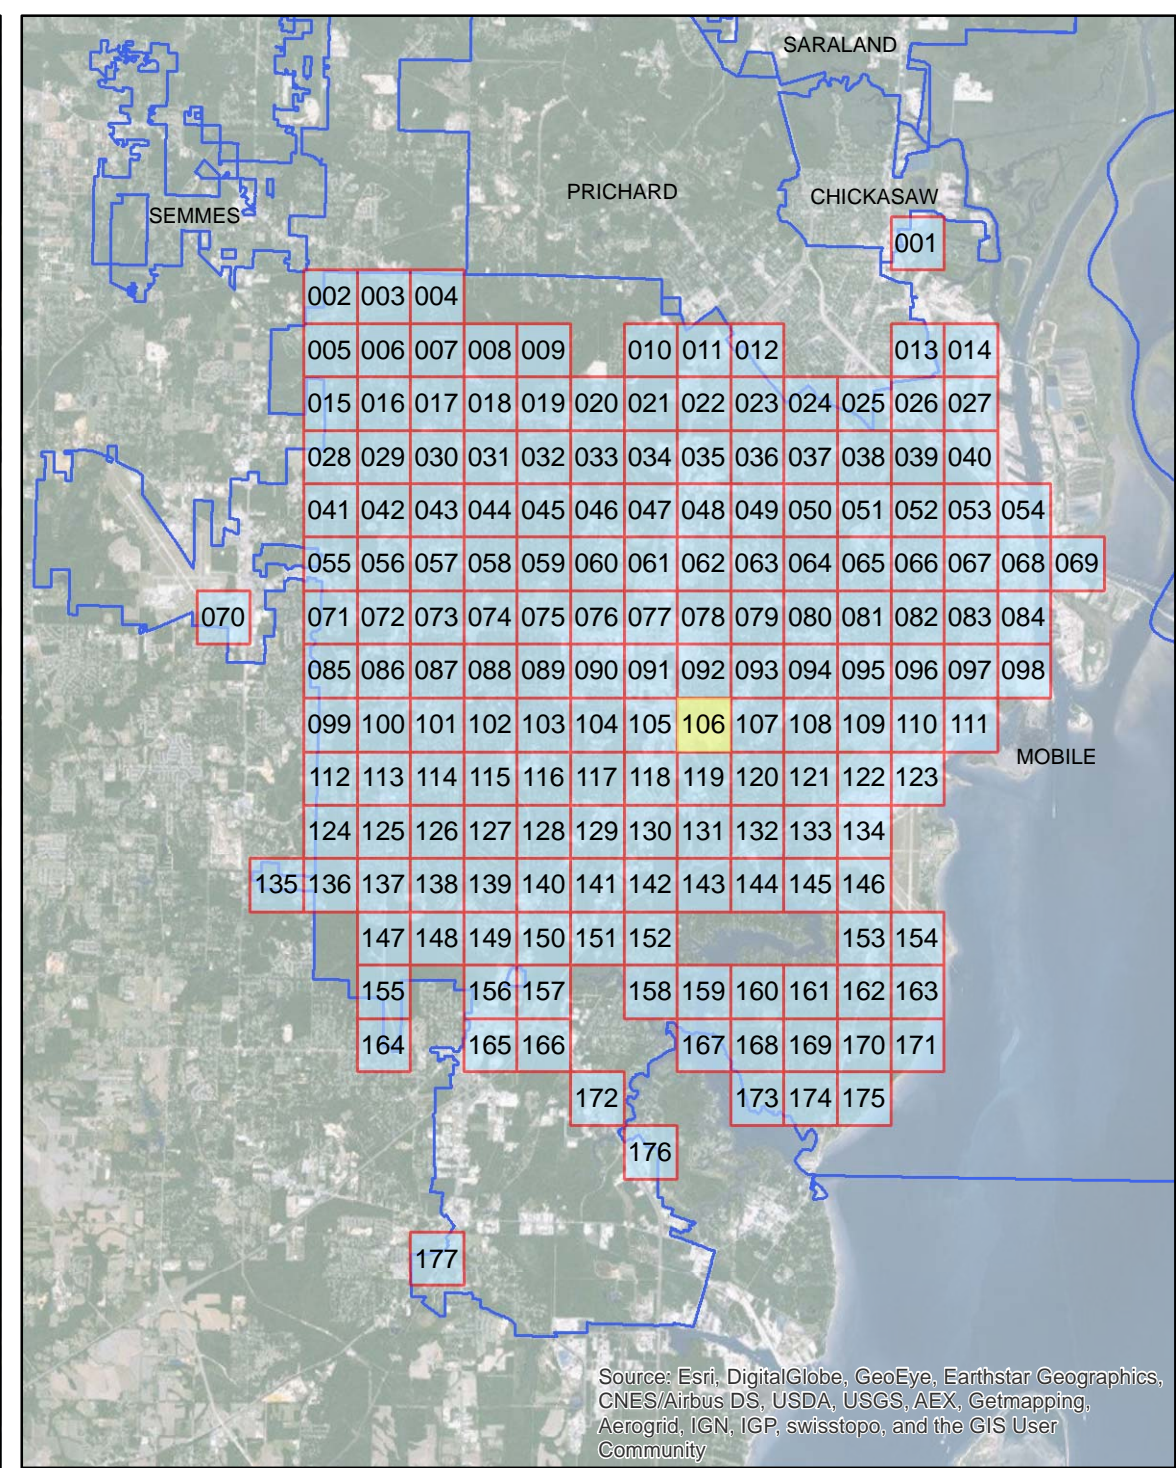 SARALAND
PRICHARD
CHICKASAW
SEMMES
001
002 003 004
005 006 007 008 009 010 011 012 013 014
015 016 017 018 019 020 021 022 023 024 025 026 027
028 029 030 031 032 033 034 035 036 037 038 039 040
041 042 043 044 045 046 047 048 049 050 051 052 053 054
055 056 057 058 059 060 061 062 063 064 065 066 067 068 069
070 071 072 073 074 075 076 077 078 079 080 081 082 083 084
085 086 087 088 089 090 091 092 093 094 095 096 097 098
099 100 101 102 103 104 105 106 107 108 109 110 111
MOBILE
112 113 114 115 116 117 118 119 120 121 122 123
124 125 126 127 128 129 130 131 132 133 134
135 136 137 138 139 140 141 142 143 144 145 146
147 148 149 150 151 152 153 154
155 156 157 158 159 160 161 162 163
164 165 166 167 168 169 170 171
172 173 174 175
176
177
Source: Esri, DigitalGlobe, GeoEye, Earthstar Geographics,
CNES/Airbus DS, USDA, USGS, AEX, Getmapping,
Aerogrid, IGN, IGP, swisstopo, and the GIS User
Community